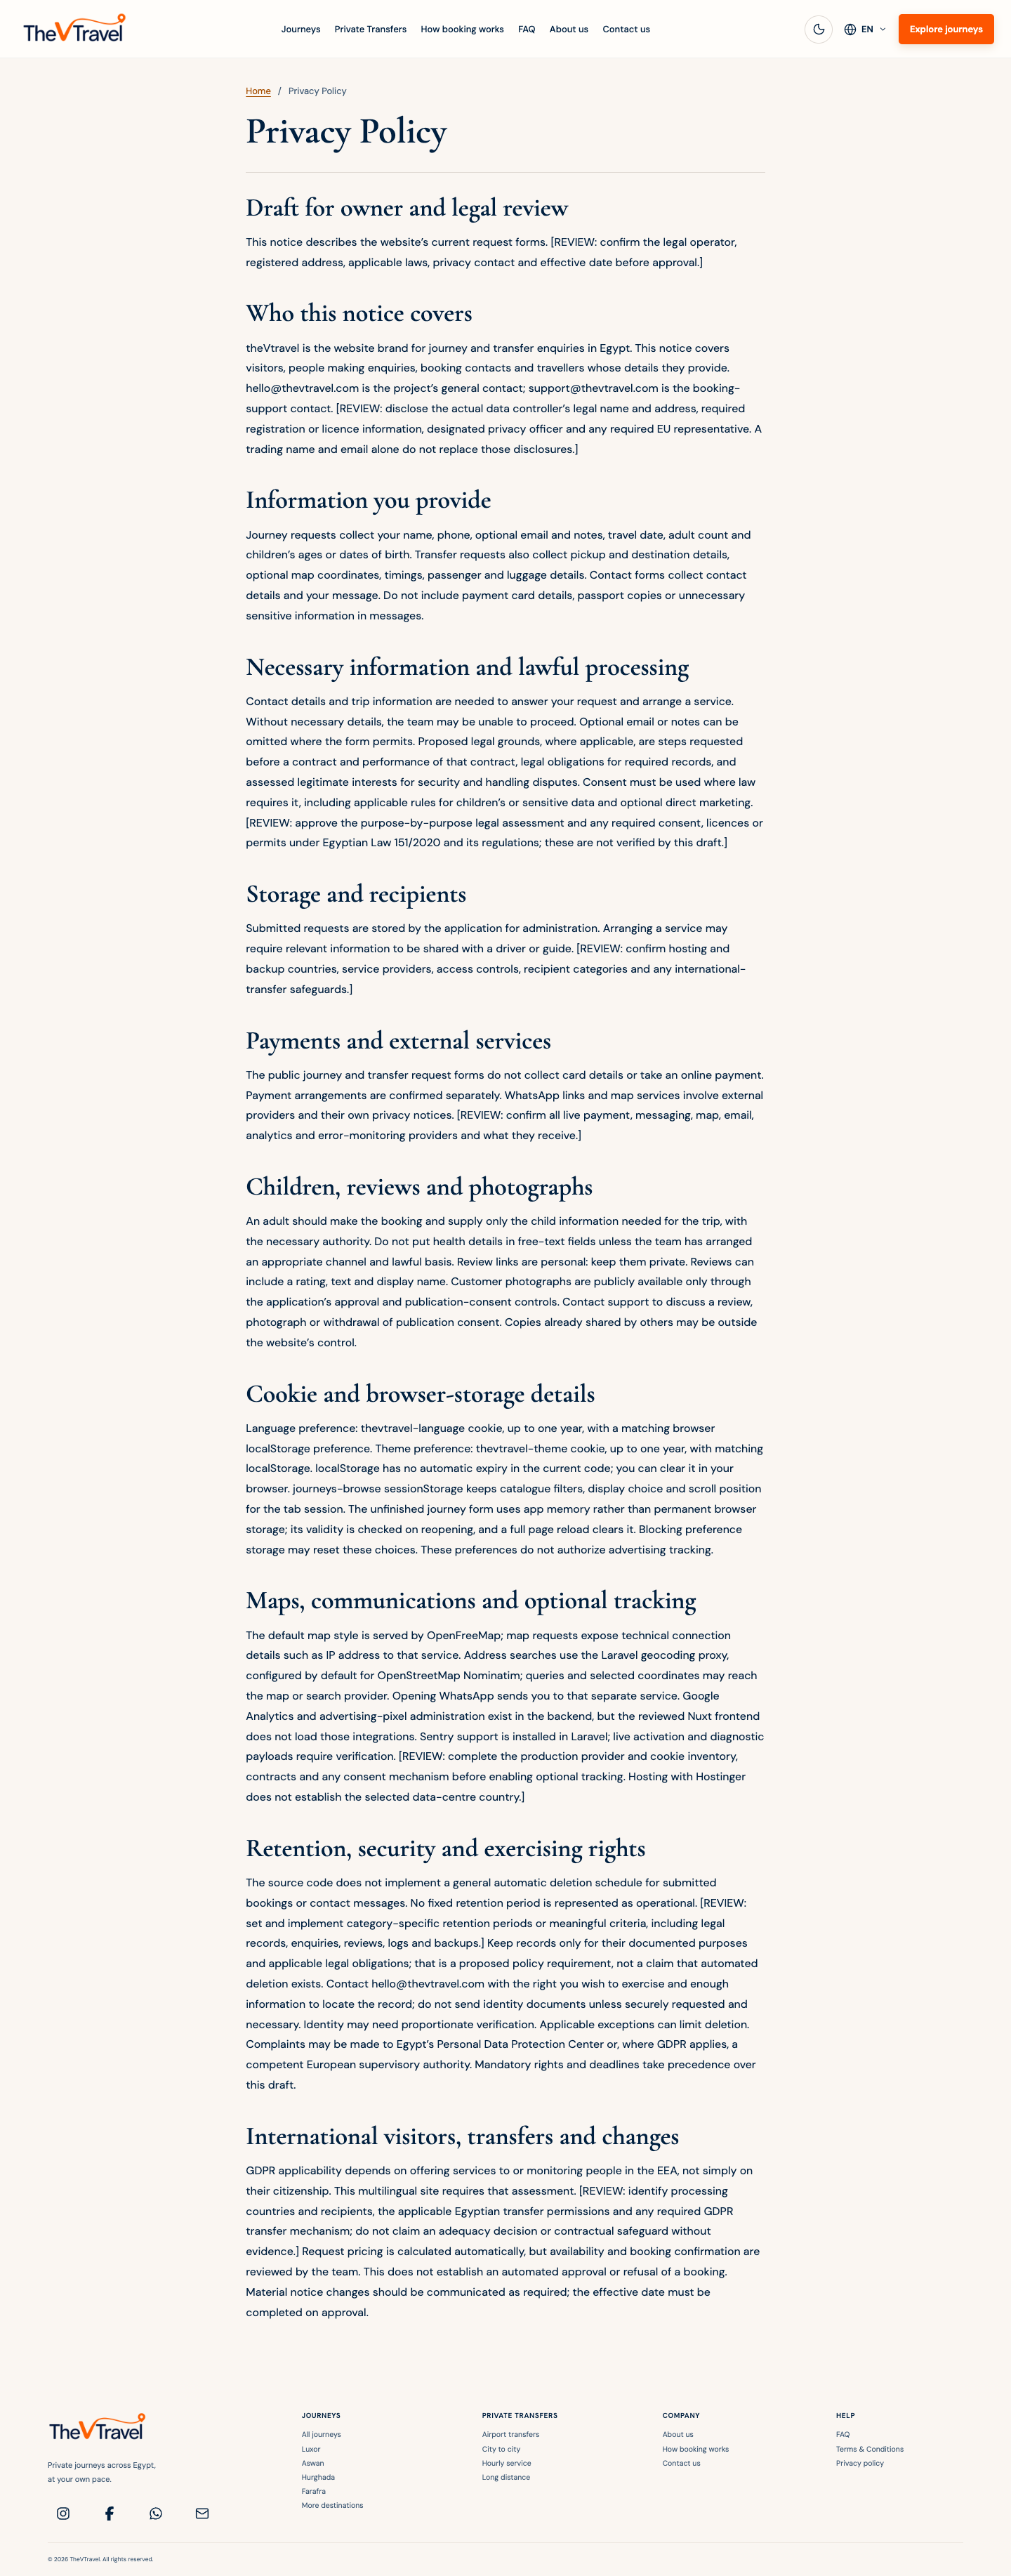 TheVTravel
Journeys Private Transfers How booking works FAQ About us Contact us
EN
Explore journeys
Home / Privacy Policy
Privacy Policy
Draft for owner and legal review
This notice describes the website’s current request forms. [REVIEW: confirm the legal operator,
registered address, applicable laws, privacy contact and effective date before approval.]
Who this notice covers
theVtravel is the website brand for journey and transfer enquiries in Egypt. This notice covers
visitors, people making enquiries, booking contacts and travellers whose details they provide.
hello@thevtravel.com is the project’s general contact; support@thevtravel.com is the booking-
support contact. [REVIEW: disclose the actual data controller’s legal name and address, required
registration or licence information, designated privacy officer and any required EU representative. A
trading name and email alone do not replace those disclosures.]
Information you provide
Journey requests collect your name, phone, optional email and notes, travel date, adult count and
children’s ages or dates of birth. Transfer requests also collect pickup and destination details,
optional map coordinates, timings, passenger and luggage details. Contact forms collect contact
details and your message. Do not include payment card details, passport copies or unnecessary
sensitive information in messages.
Necessary information and lawful processing
Contact details and trip information are needed to answer your request and arrange a service.
Without necessary details, the team may be unable to proceed. Optional email or notes can be
omitted where the form permits. Proposed legal grounds, where applicable, are steps requested
before a contract and performance of that contract, legal obligations for required records, and
assessed legitimate interests for security and handling disputes. Consent must be used where law
requires it, including applicable rules for children’s or sensitive data and optional direct marketing.
[REVIEW: approve the purpose-by-purpose legal assessment and any required consent, licences or
permits under Egyptian Law 151/2020 and its regulations; these are not verified by this draft.]
Storage and recipients
Submitted requests are stored by the application for administration. Arranging a service may
require relevant information to be shared with a driver or guide. [REVIEW: confirm hosting and
backup countries, service providers, access controls, recipient categories and any international-
transfer safeguards.]
Payments and external services
The public journey and transfer request forms do not collect card details or take an online payment.
Payment arrangements are confirmed separately. WhatsApp links and map services involve external
providers and their own privacy notices. [REVIEW: confirm all live payment, messaging, map, email,
analytics and error-monitoring providers and what they receive.]
Children, reviews and photographs
An adult should make the booking and supply only the child information needed for the trip, with
the necessary authority. Do not put health details in free-text fields unless the team has arranged
an appropriate channel and lawful basis. Review links are personal: keep them private. Reviews can
include a rating, text and display name. Customer photographs are publicly available only through
the application’s approval and publication-consent controls. Contact support to discuss a review,
photograph or withdrawal of publication consent. Copies already shared by others may be outside
the website’s control.
Cookie and browser-storage details
Language preference: thevtravel-language cookie, up to one year, with a matching browser
localStorage preference. Theme preference: thevtravel-theme cookie, up to one year, with matching
localStorage. localStorage has no automatic expiry in the current code; you can clear it in your
browser. journeys-browse sessionStorage keeps catalogue filters, display choice and scroll position
for the tab session. The unfinished journey form uses app memory rather than permanent browser
storage; its validity is checked on reopening, and a full page reload clears it. Blocking preference
storage may reset these choices. These preferences do not authorize advertising tracking.
Maps, communications and optional tracking
The default map style is served by OpenFreeMap; map requests expose technical connection
details such as IP address to that service. Address searches use the Laravel geocoding proxy,
configured by default for OpenStreetMap Nominatim; queries and selected coordinates may reach
the map or search provider. Opening WhatsApp sends you to that separate service. Google
Analytics and advertising-pixel administration exist in the backend, but the reviewed Nuxt frontend
does not load those integrations. Sentry support is installed in Laravel; live activation and diagnostic
payloads require verification. [REVIEW: complete the production provider and cookie inventory,
contracts and any consent mechanism before enabling optional tracking. Hosting with Hostinger
does not establish the selected data-centre country.]
Retention, security and exercising rights
The source code does not implement a general automatic deletion schedule for submitted
bookings or contact messages. No fixed retention period is represented as operational. [REVIEW:
set and implement category-specific retention periods or meaningful criteria, including legal
records, enquiries, reviews, logs and backups.] Keep records only for their documented purposes
and applicable legal obligations; that is a proposed policy requirement, not a claim that automated
deletion exists. Contact hello@thevtravel.com with the right you wish to exercise and enough
information to locate the record; do not send identity documents unless securely requested and
necessary. Identity may need proportionate verification. Applicable exceptions can limit deletion.
Complaints may be made to Egypt’s Personal Data Protection Center or, where GDPR applies, a
competent European supervisory authority. Mandatory rights and deadlines take precedence over
this draft.
International visitors, transfers and changes
GDPR applicability depends on offering services to or monitoring people in the EEA, not simply on
their citizenship. This multilingual site requires that assessment. [REVIEW: identify processing
countries and recipients, the applicable Egyptian transfer permissions and any required GDPR
transfer mechanism; do not claim an adequacy decision or contractual safeguard without
evidence.] Request pricing is calculated automatically, but availability and booking confirmation are
reviewed by the team. This does not establish an automated approval or refusal of a booking.
Material notice changes should be communicated as required; the effective date must be
completed on approval.
TheVTravel
Private journeys across Egypt,
at your own pace.
JOURNEYS
All journeys
Luxor
Aswan
Hurghada
Farafra
More destinations
PRIVATE TRANSFERS
Airport transfers
City to city
Hourly service
Long distance
COMPANY
About us
How booking works
Contact us
HELP
FAQ
Terms & Conditions
Privacy policy
© 2026 TheVTravel. All rights reserved.